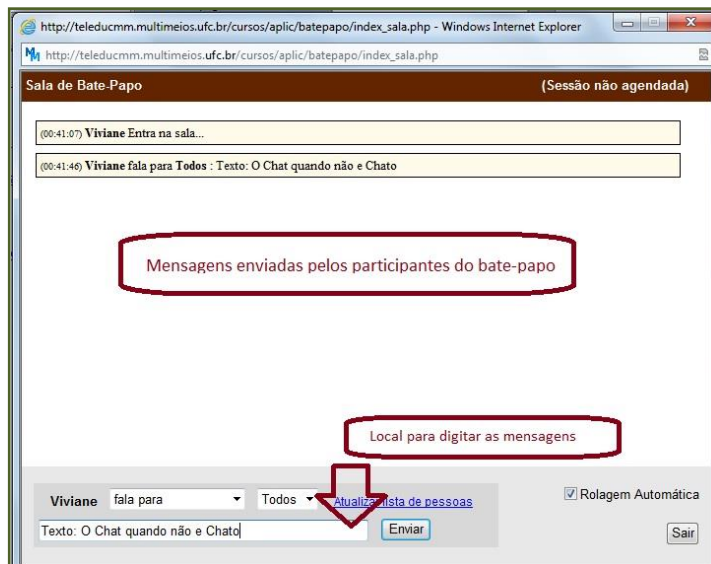 http://teleducmm.multimeios.ufc.br/cursos/aplic/batepapo/index_sala.php - Windows Internet Explorer
http://teleducmm.multimeios.ufc.br/cursos/aplic/batepapo/index_sala.php
Sala de Bate-Papo (Sessão não agendada)
(00:41:07) Viviane Entra na sala...
(00:41:46) Viviane fala para Todos : Texto: O Chat quando não e Chato
Mensagens enviadas pelos participantes do bate-papo
Local para digitar as mensagens
Viviane fala para Todos Atualizar lista de pessoas Rolagem Automática
Texto: O Chat quando não e Chato Enviar Sair